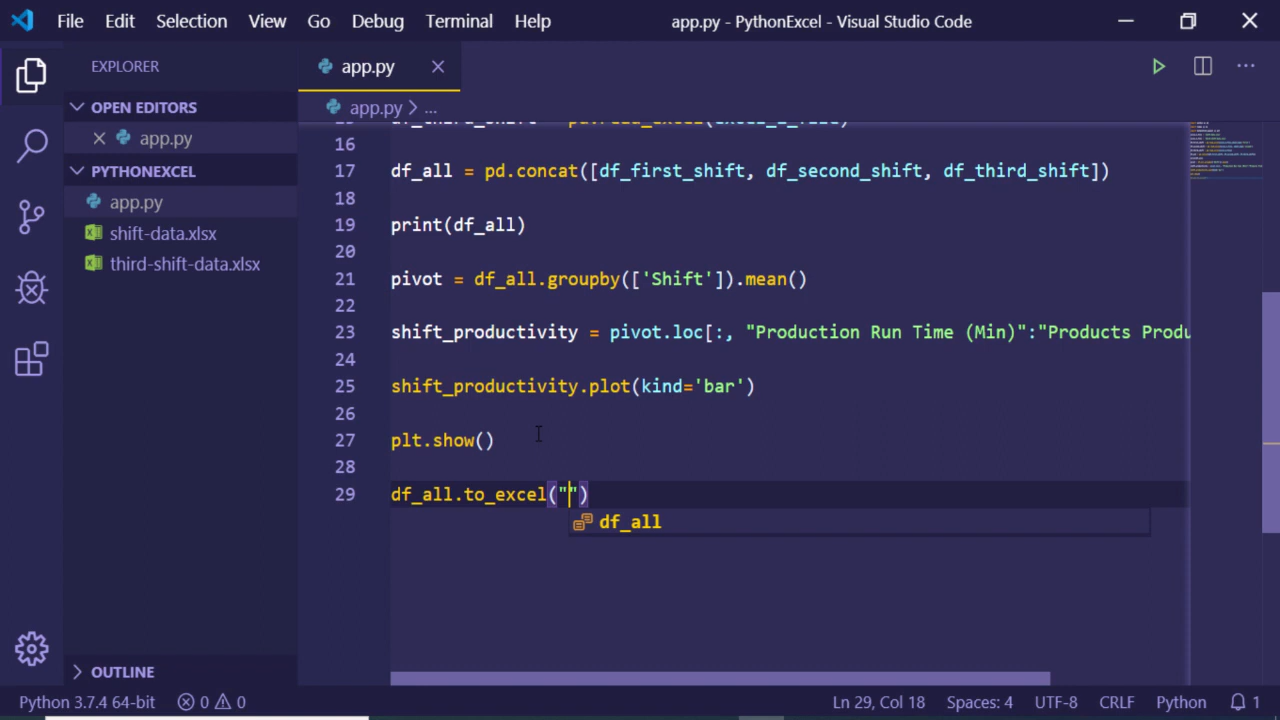 File Edit Selection View Go Debug Terminal Help app.py - PythonExcel - Visual Studio Code
EXPLORER
OPEN EDITORS
app.py
PYTHONEXCEL
app.py
shift-data.xlsx
third-shift-data.xlsx
OUTLINE
app.py
app.py > ...
16
17 df_all = pd.concat([df_first_shift, df_second_shift, df_third_shift])
18
19 print(df_all)
20
21 pivot = df_all.groupby(['Shift']).mean()
22
23 shift_productivity = pivot.loc[:, "Production Run Time (Min)":"Products Produ
24
25 shift_productivity.plot(kind='bar')
26
27 plt.show()
28
29 df_all.to_excel("")
df_all
Python 3.7.4 64-bit 0 0 Ln 29, Col 18 Spaces: 4 UTF-8 CRLF Python 1